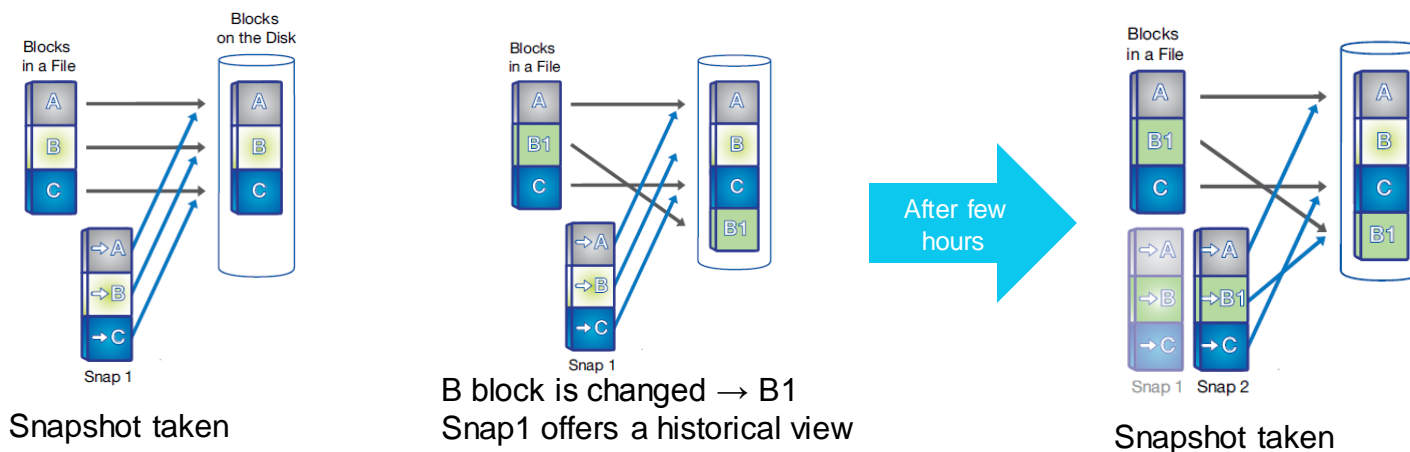 Blocks
in a File
A
B
C
Blocks
on the Disk
A
B
C
→A
→B
→C
Snap 1
Snapshot taken
Blocks
in a File
A
B1
C
A
B
C
B1
→A
→B
→C
Snap 1
B block is changed → B1
Snap1 offers a historical view
After few
hours
Blocks
in a File
A
B1
C
A
B
C
B1
→A
→B
→C
Snap 1
→A
→B1
→C
Snap 2
Snapshot taken